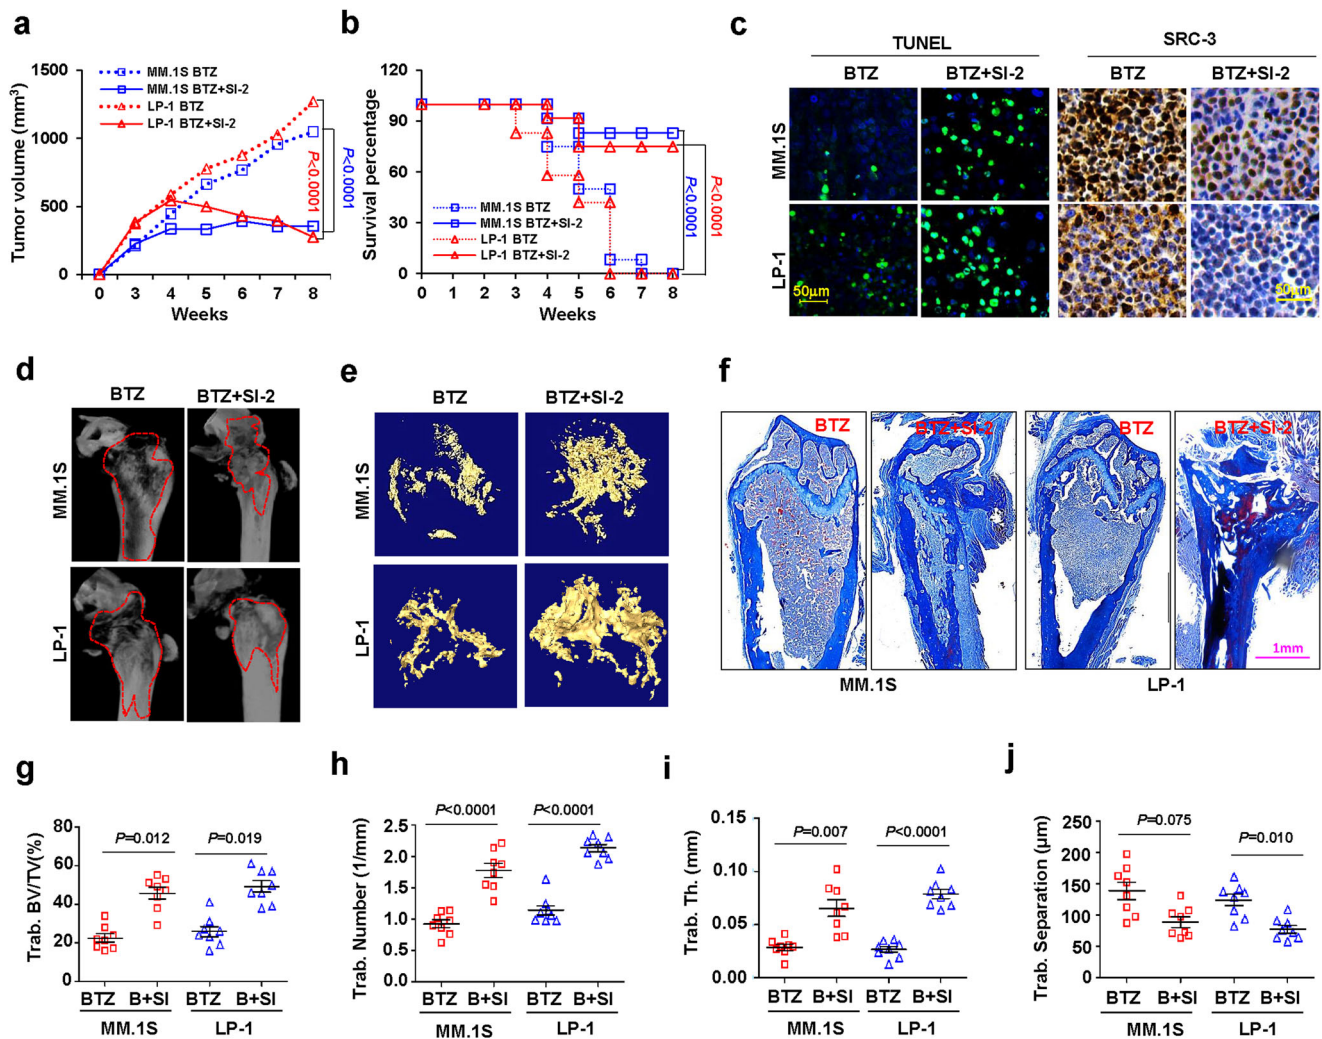 a
Tumor volume (mm³)
1500
1000
500
0
MM.1S BTZ
MM.1S BTZ+SI-2
LP-1 BTZ
LP-1 BTZ+SI-2
P<0.0001
P<0.0001
0 3 4 5 6 7 8
Weeks
b
Survival percentage
120
90
60
30
0
MM.1S BTZ
MM.1S BTZ+SI-2
LP-1 BTZ
LP-1 BTZ+SI-2
P<0.0001
P<0.0001
0 1 2 3 4 5 6 7 8
Weeks
c
TUNEL
SRC-3
BTZ BTZ+SI-2 BTZ BTZ+SI-2
MM.1S
LP-1
50μm
50μm
d
BTZ BTZ+SI-2
MM.1S
LP-1
e
BTZ BTZ+SI-2
MM.1S
LP-1
f
BTZ
BTZ+SI-2
BTZ
BTZ+SI-2
1mm
MM.1S LP-1
g
Trab. BV/TV(%)
80
60
40
20
0
P=0.012 P=0.019
BTZ B+SI BTZ B+SI
MM.1S LP-1
h
Trab. Number (1/mm)
2.5
2.0
1.5
1.0
0.5
0.0
P<0.0001 P<0.0001
BTZ B+SI BTZ B+SI
MM.1S LP-1
i
Trab. Th. (mm)
0.15
0.10
0.05
0.00
P=0.007 P<0.0001
BTZ B+SI BTZ B+SI
MM.1S LP-1
j
Trab. Separation (μm)
250
200
150
100
50
0
P=0.075 P=0.010
BTZ B+SI BTZ B+SI
MM.1S LP-1